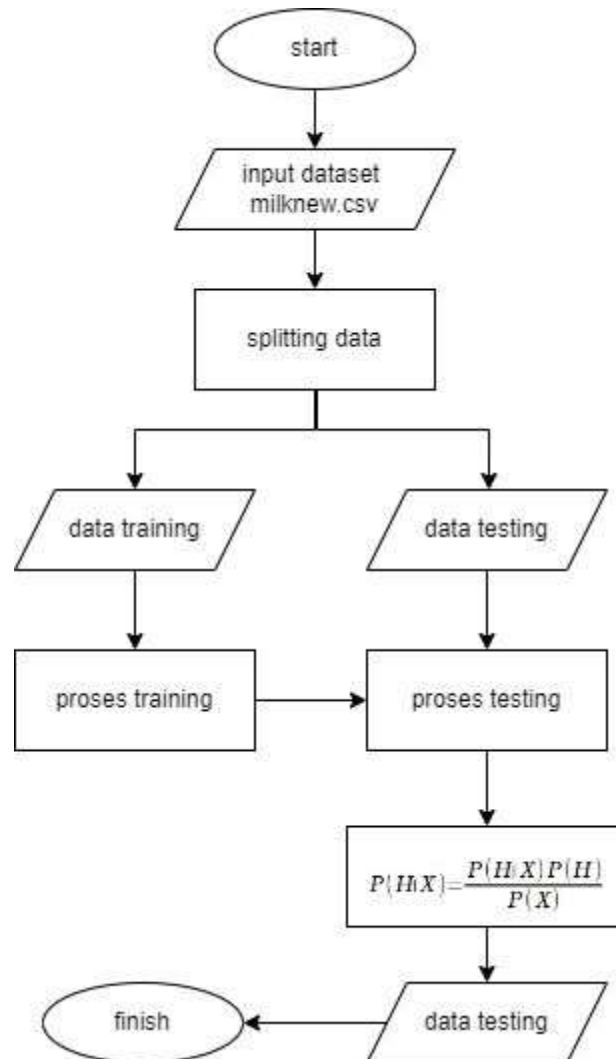 start
input dataset
milknew.csv
splitting data
data training
data testing
proses training
proses testing
P(H|X)=P(H|X)P(H)/P(X)
data testing
finish